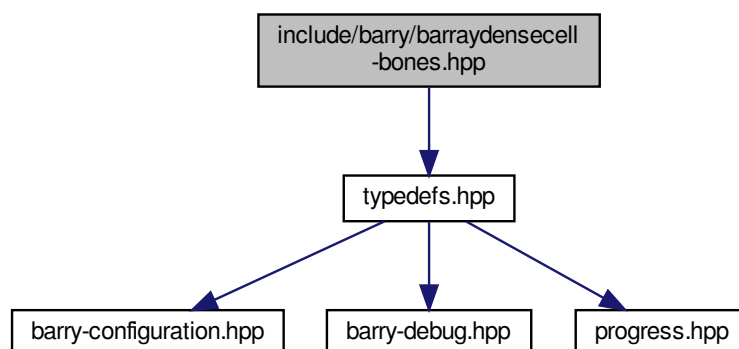 include/barry/barraydensecell
-bones.hpp
typedefs.hpp
barry-configuration.hpp
barry-debug.hpp
progress.hpp